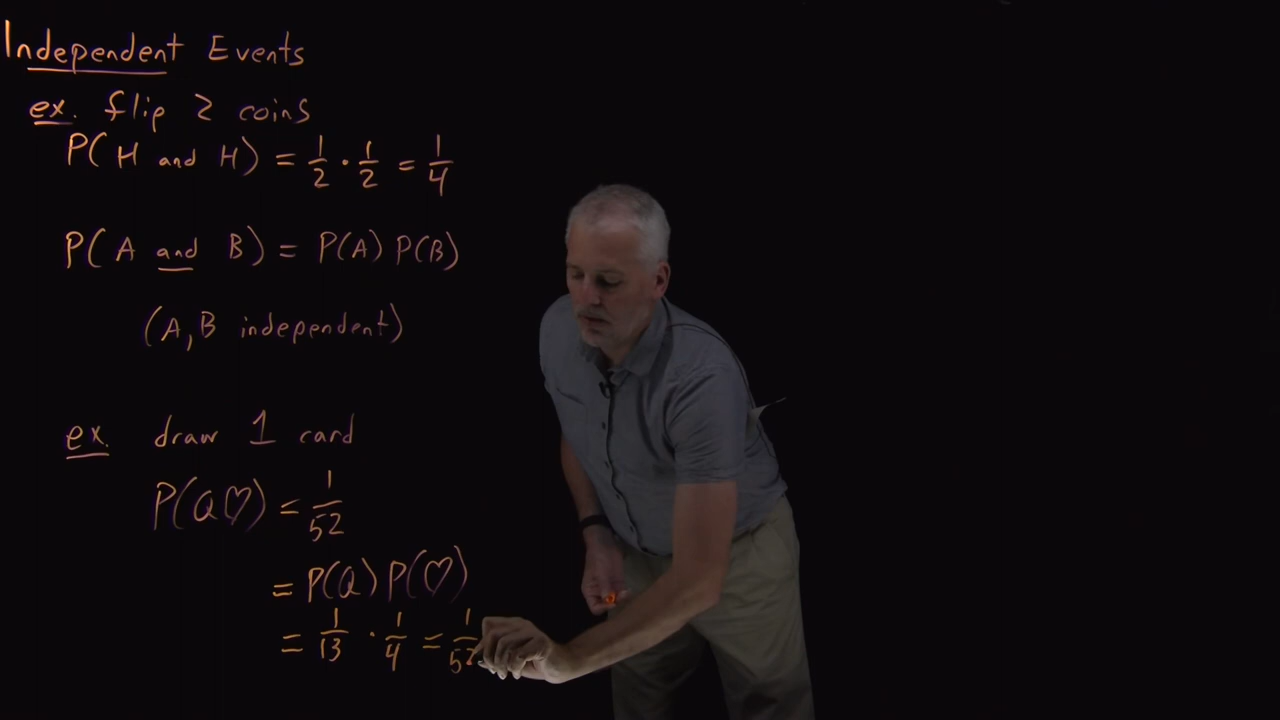 Independent Events
ex. flip 2 coins
P(H and H) = 1/2 · 1/2 = 1/4
P(A and B) = P(A) P(B)
(A, B independent)
ex. draw 1 card
P(Q♡) = 1/52
= P(Q) P(♡)
= 1/13 · 1/4 = 1/52